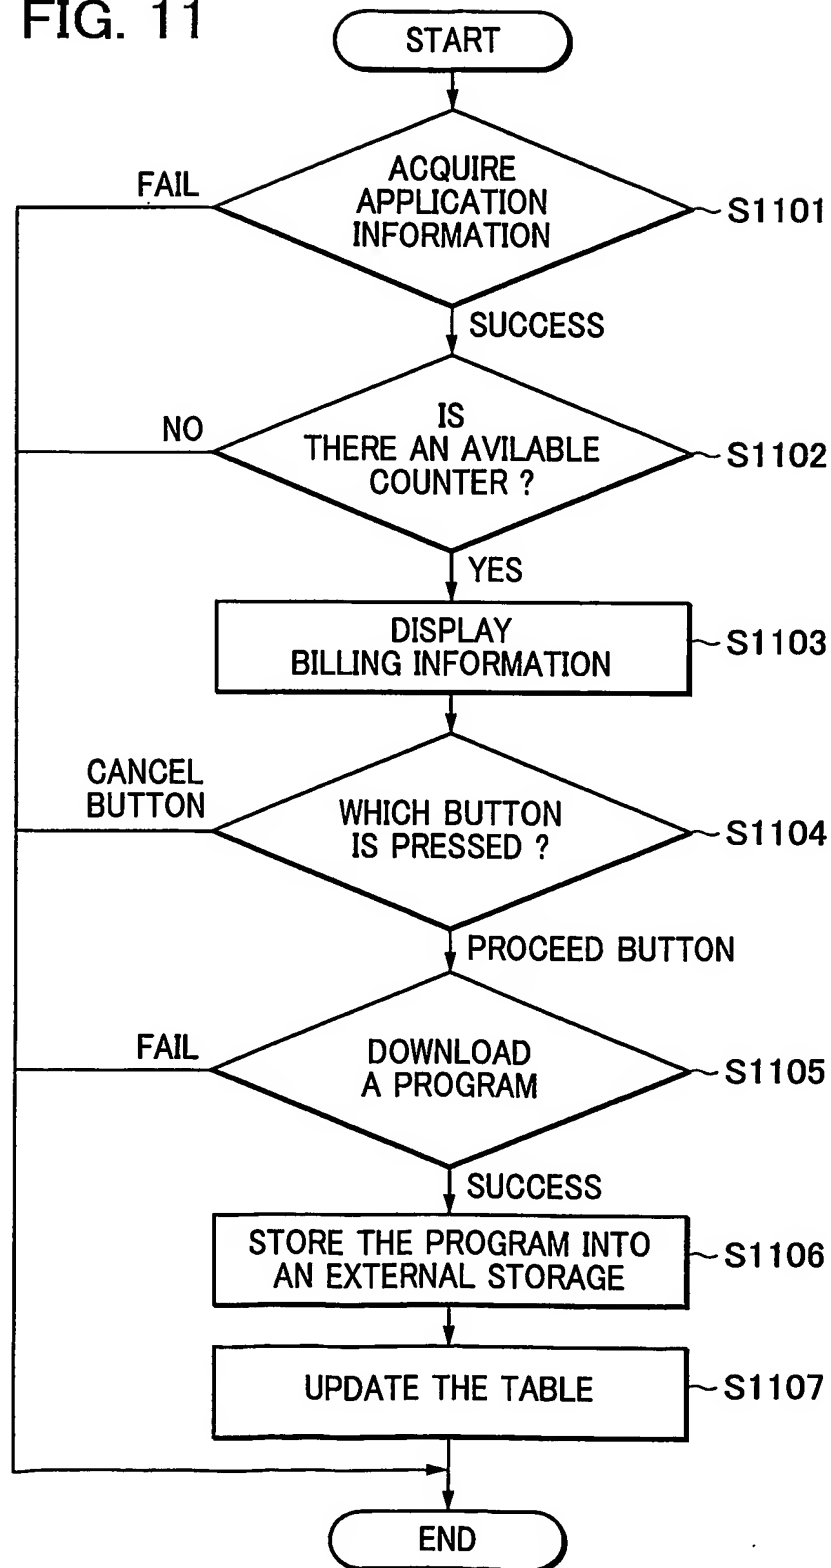 FIG. 11
START
ACQUIRE
APPLICATION
INFORMATION
FAIL
S1101
SUCCESS
IS
THERE AN AVILABLE
COUNTER ?
NO
S1102
YES
DISPLAY
BILLING INFORMATION
S1103
CANCEL
BUTTON
WHICH BUTTON
IS PRESSED ?
S1104
PROCEED BUTTON
FAIL
DOWNLOAD
A PROGRAM
S1105
SUCCESS
STORE THE PROGRAM INTO
AN EXTERNAL STORAGE
S1106
UPDATE THE TABLE
S1107
END